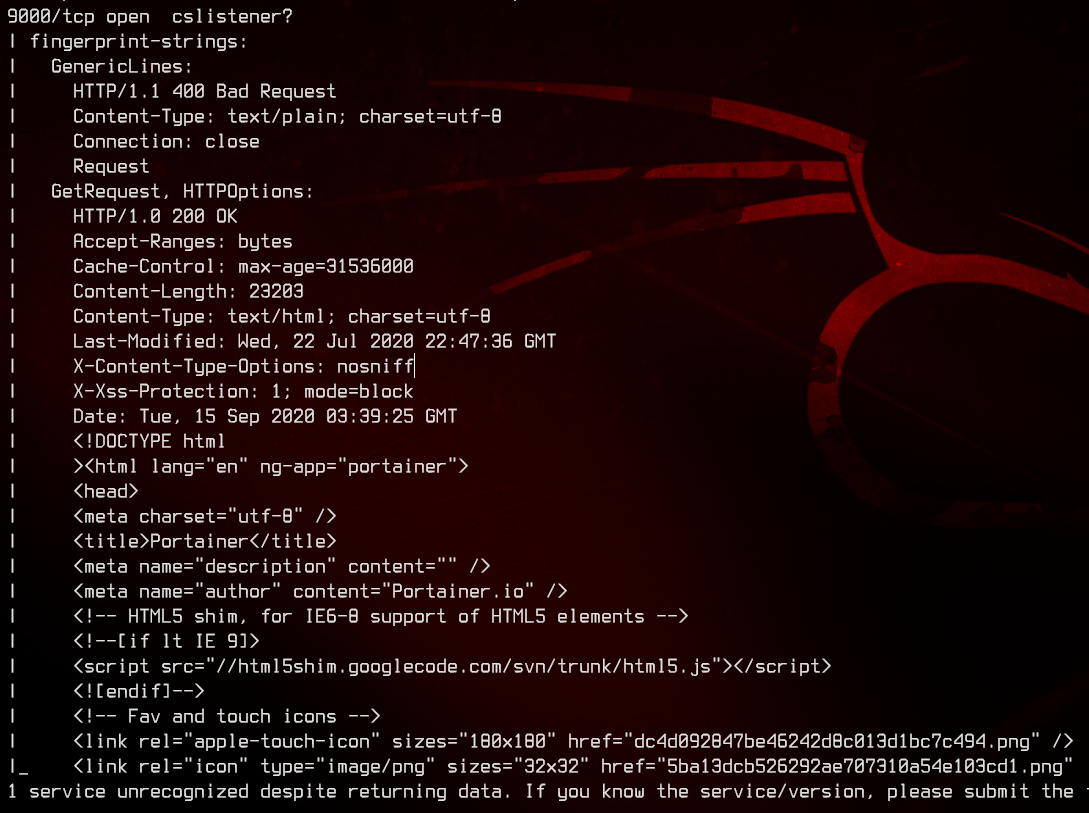 9000/tcp open  cslistener?
| fingerprint-strings:
|   GenericLines:
|     HTTP/1.1 400 Bad Request
|     Content-Type: text/plain; charset=utf-8
|     Connection: close
|     Request
|   GetRequest, HTTPOptions:
|     HTTP/1.0 200 OK
|     Accept-Ranges: bytes
|     Cache-Control: max-age=31536000
|     Content-Length: 23203
|     Content-Type: text/html; charset=utf-8
|     Last-Modified: Wed, 22 Jul 2020 22:47:36 GMT
|     X-Content-Type-Options: nosniff
|     X-Xss-Protection: 1; mode=block
|     Date: Tue, 15 Sep 2020 03:39:25 GMT
|     <!DOCTYPE html
|     ><html lang="en" ng-app="portainer">
|     <head>
|     <meta charset="utf-8" />
|     <title>Portainer</title>
|     <meta name="description" content="" />
|     <meta name="author" content="Portainer.io" />
|     <!-- HTML5 shim, for IE6-8 support of HTML5 elements -->
|     <!--[if lt IE 9]>
|     <script src="//html5shim.googlecode.com/svn/trunk/html5.js"></script>
|     <![endif]-->
|     <!-- Fav and touch icons -->
|     <link rel="apple-touch-icon" sizes="180x180" href="dc4d092847be46242d8c013d1bc7c494.png" />
|_    <link rel="icon" type="image/png" sizes="32x32" href="5ba13dcb526292ae707310a54e103cd1.png"
1 service unrecognized despite returning data. If you know the service/version, please submit the